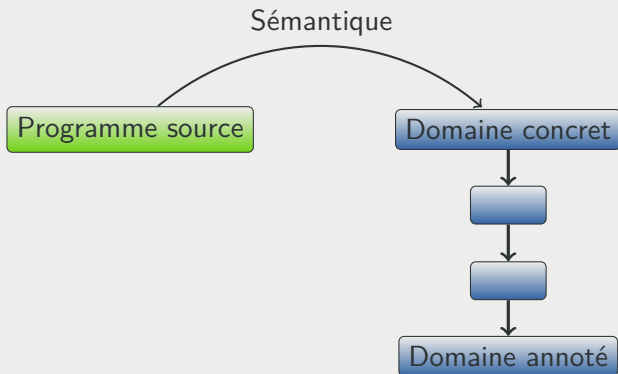 Sémantique
Programme source
Domaine concret
Domaine annoté